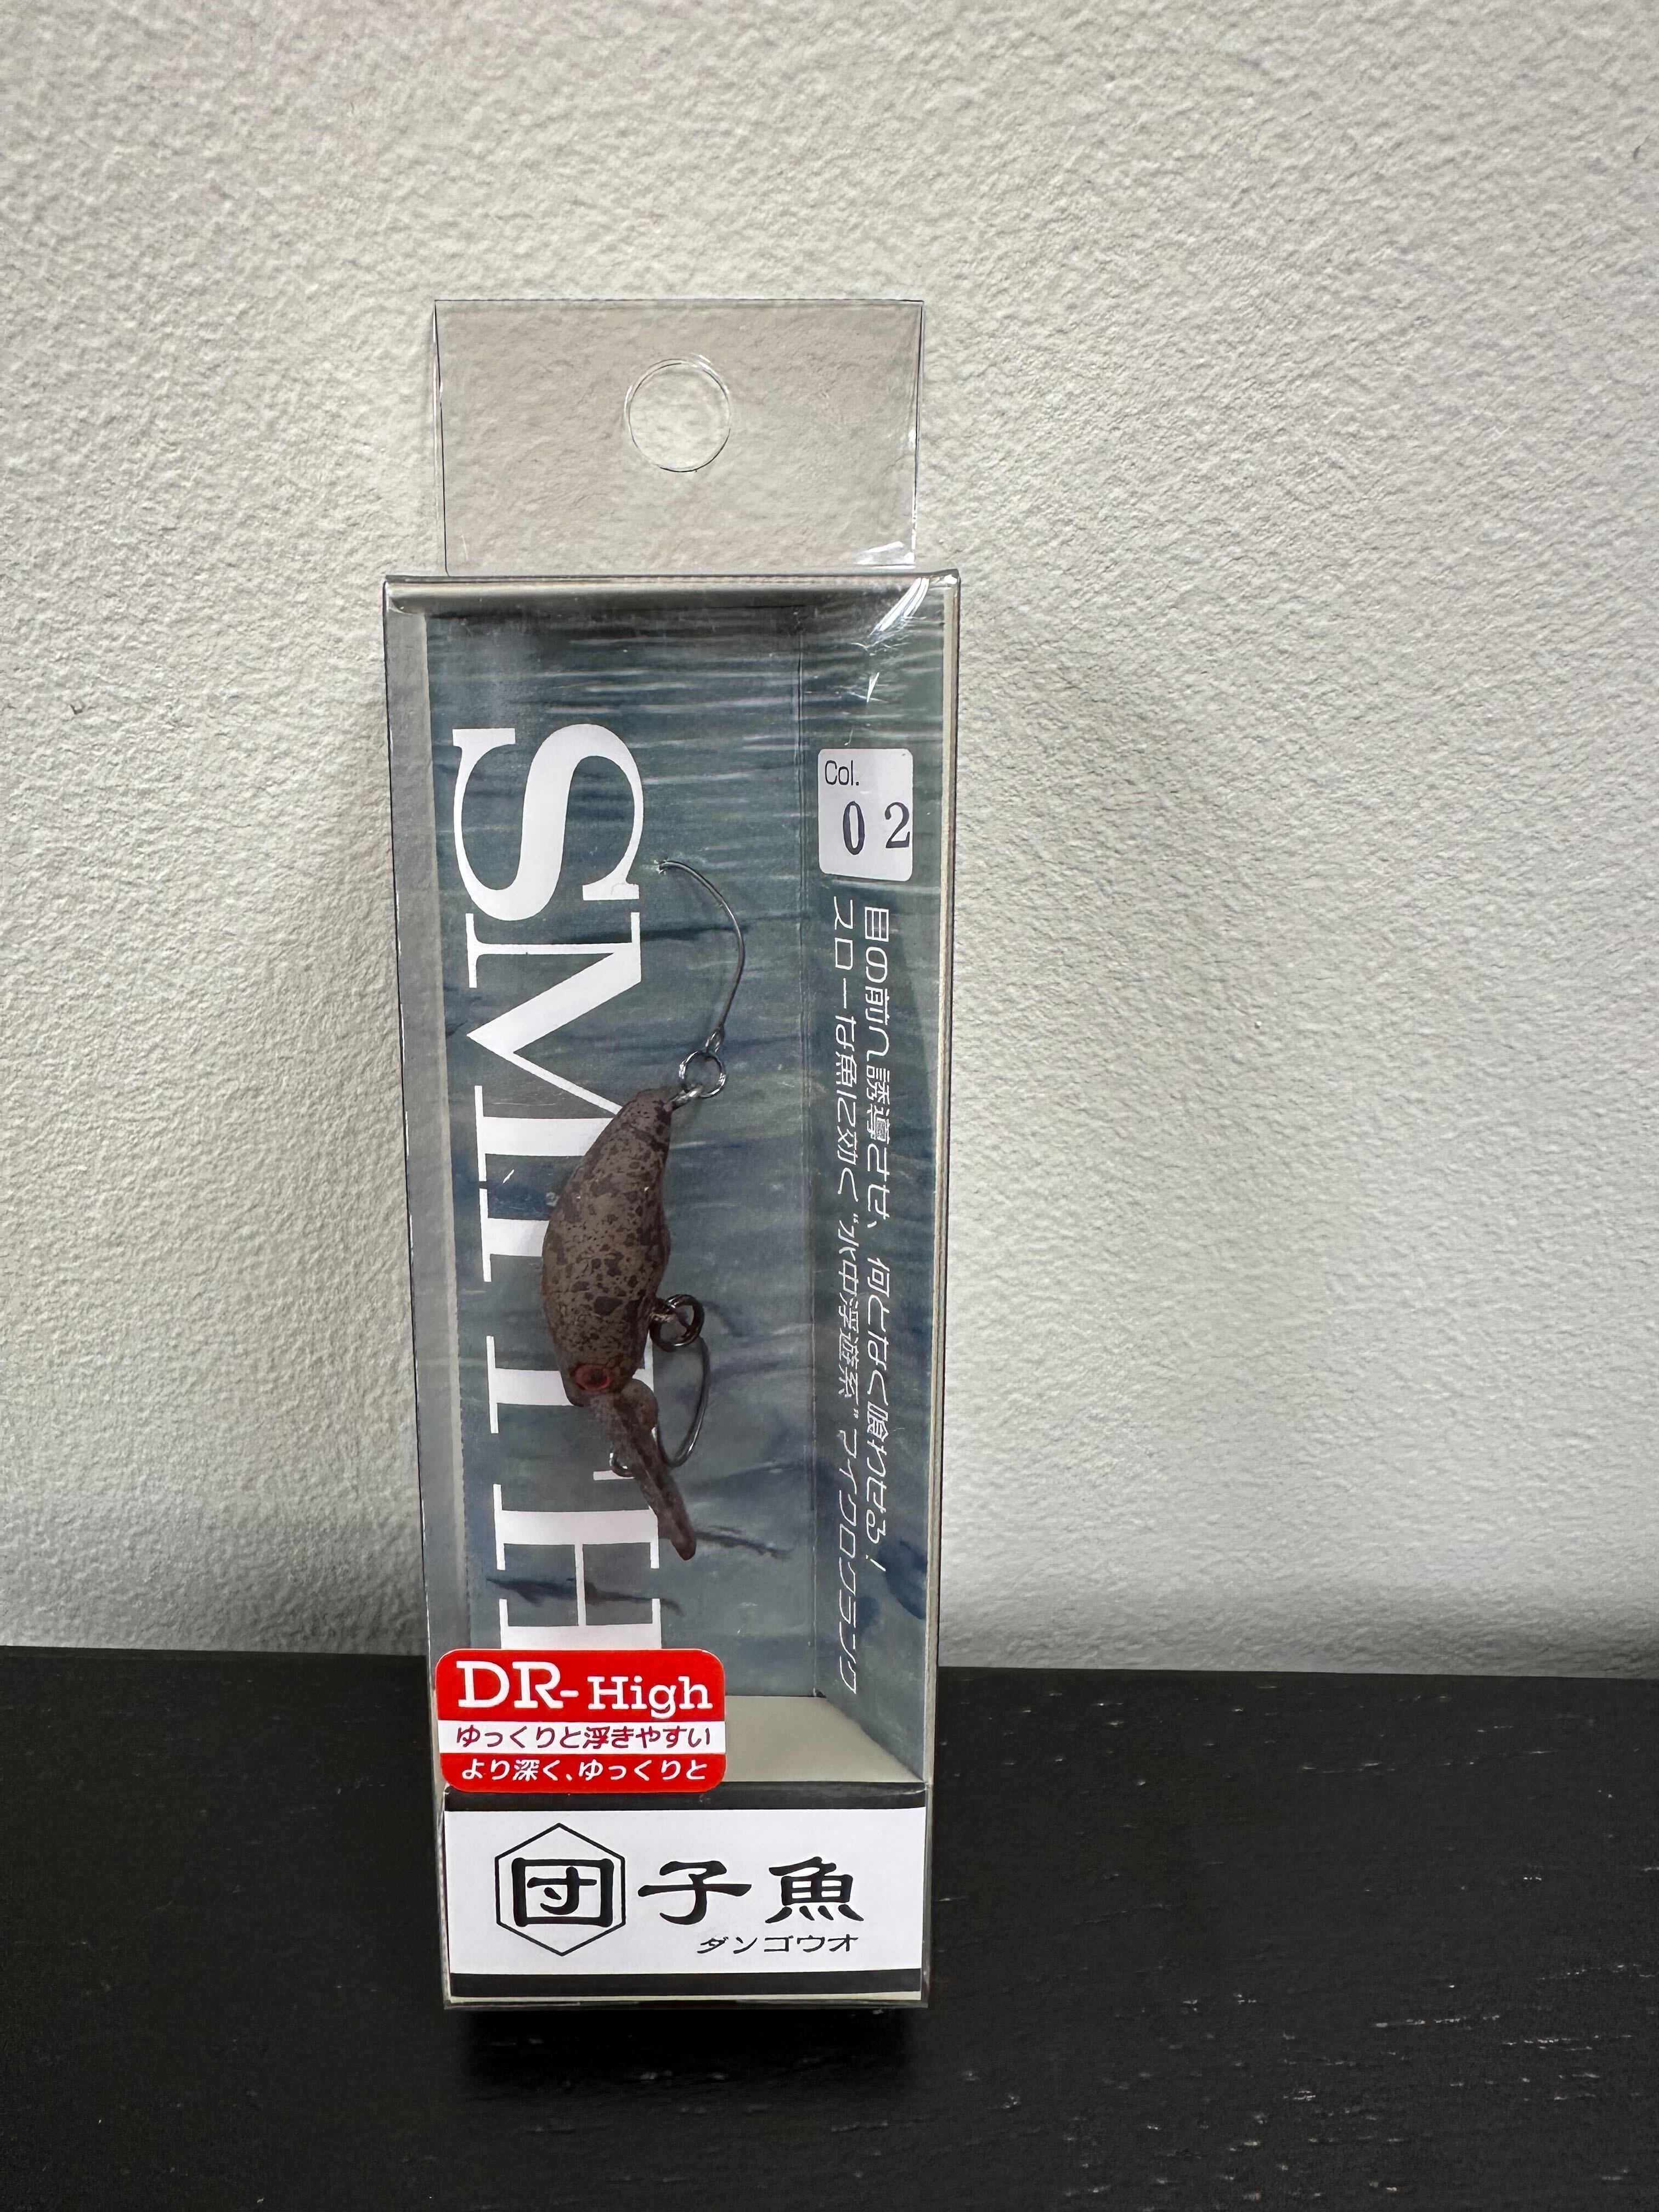 SMITH
Col.
02
目の前へ誘導させ、何となく喰わせる!
スローな魚に効く“水中浮遊系”マイクロクランク
DR-High
ゆっくりと浮きやすい
より深く、ゆっくりと
団子魚
ダンゴウオ